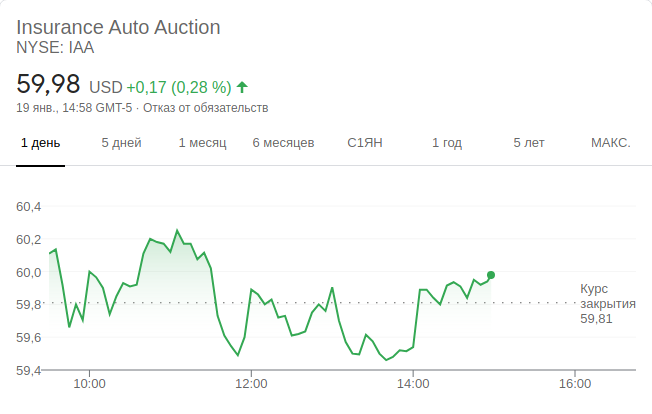 Insurance Auto Auction
NYSE: IAA
59,98 USD +0,17 (0,28 %)
19 янв., 14:58 GMT-5 · Отказ от обязательств
1 день 5 дней 1 месяц 6 месяцев С1ЯН 1 год 5 лет МАКС.
60,4
60,2
60,0
59,8
59,6
59,4
Курс
закрытия
59,81
10:00 12:00 14:00 16:00